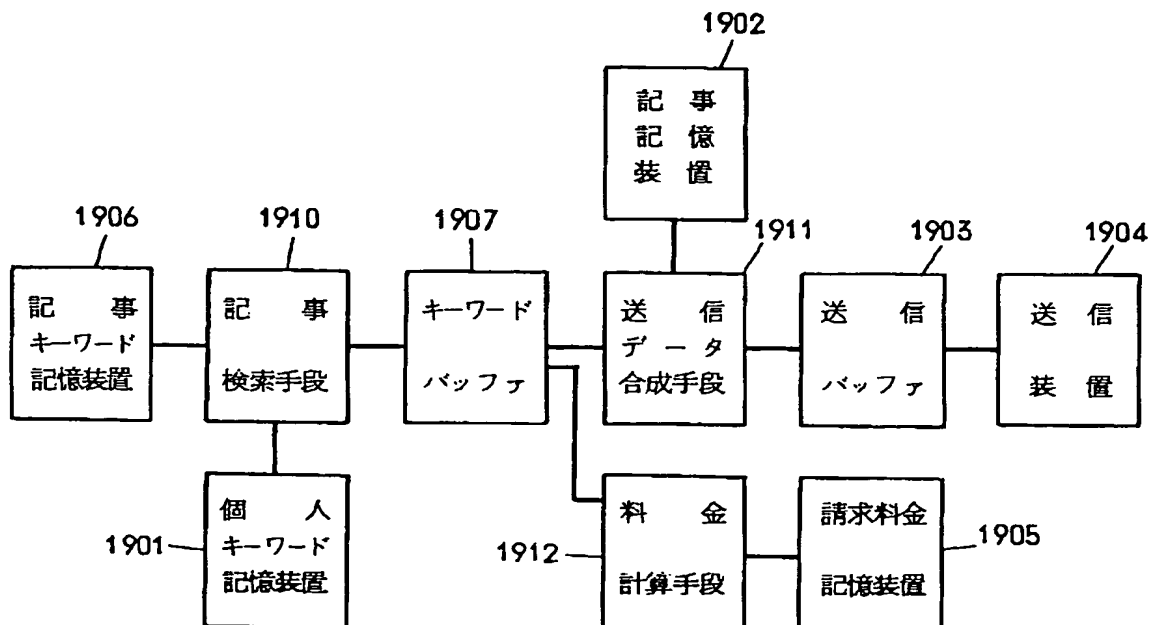 1902
記事
記憶
装置
1906
1910
1907
1911
1903
1904
記事
キーワード
記憶装置
記事
検索手段
キーワード
バッファ
送信
データ
合成手段
送信
バッファ
送信
装置
1901
個人
キーワード
記憶装置
1912
料金
計算手段
請求料金
記憶装置
1905